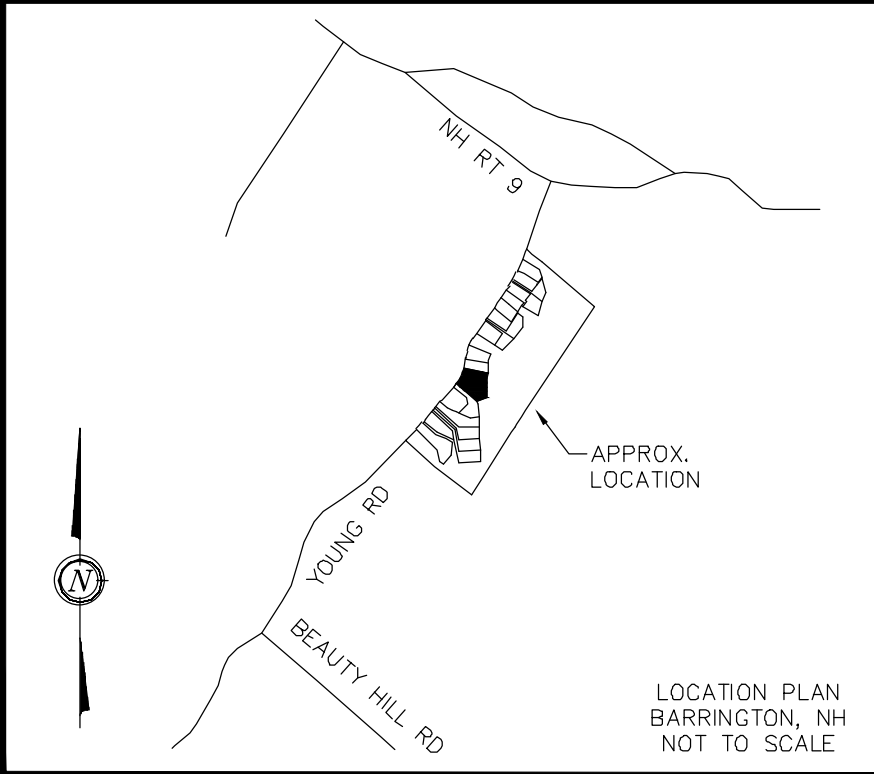 NH RT 9
APPROX.
LOCATION
YOUNG RD
N
BEAUTY HILL RD
LOCATION PLAN
BARRINGTON, NH
NOT TO SCALE